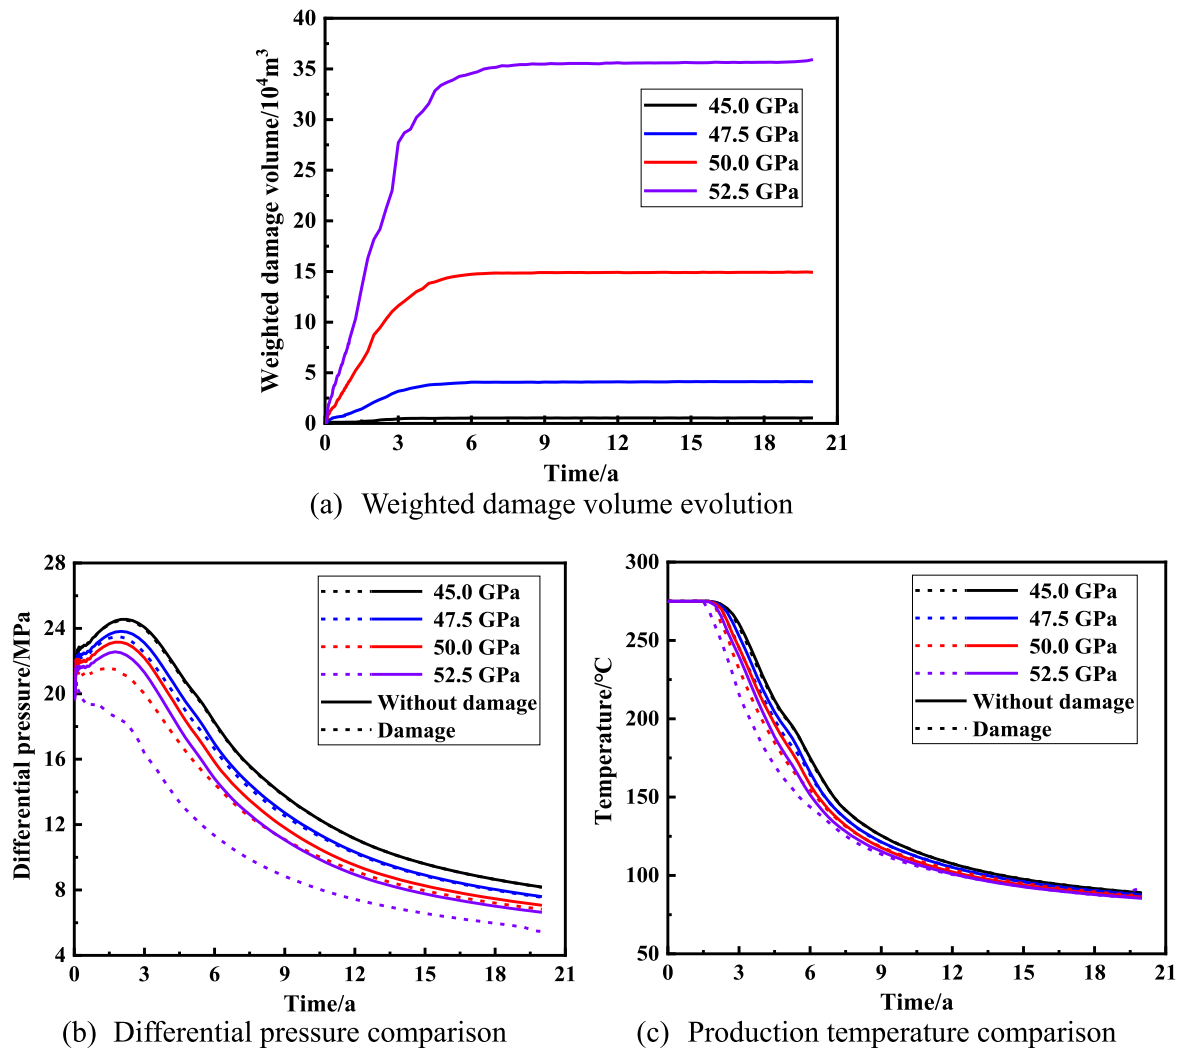 40
35
30
25
20
15
10
5
0
Weighted damage volume/10⁴m³
45.0 GPa
47.5 GPa
50.0 GPa
52.5 GPa
0 3 6 9 12 15 18 21
Time/a
(a) Weighted damage volume evolution
28
24
20
16
12
8
4
Differential pressure/MPa
45.0 GPa
47.5 GPa
50.0 GPa
52.5 GPa
Without damage
Damage
0 3 6 9 12 15 18 21
Time/a
(b) Differential pressure comparison
300
250
200
150
100
50
Temperature/°C
45.0 GPa
47.5 GPa
50.0 GPa
52.5 GPa
Without damage
Damage
0 3 6 9 12 15 18 21
Time/a
(c) Production temperature comparison